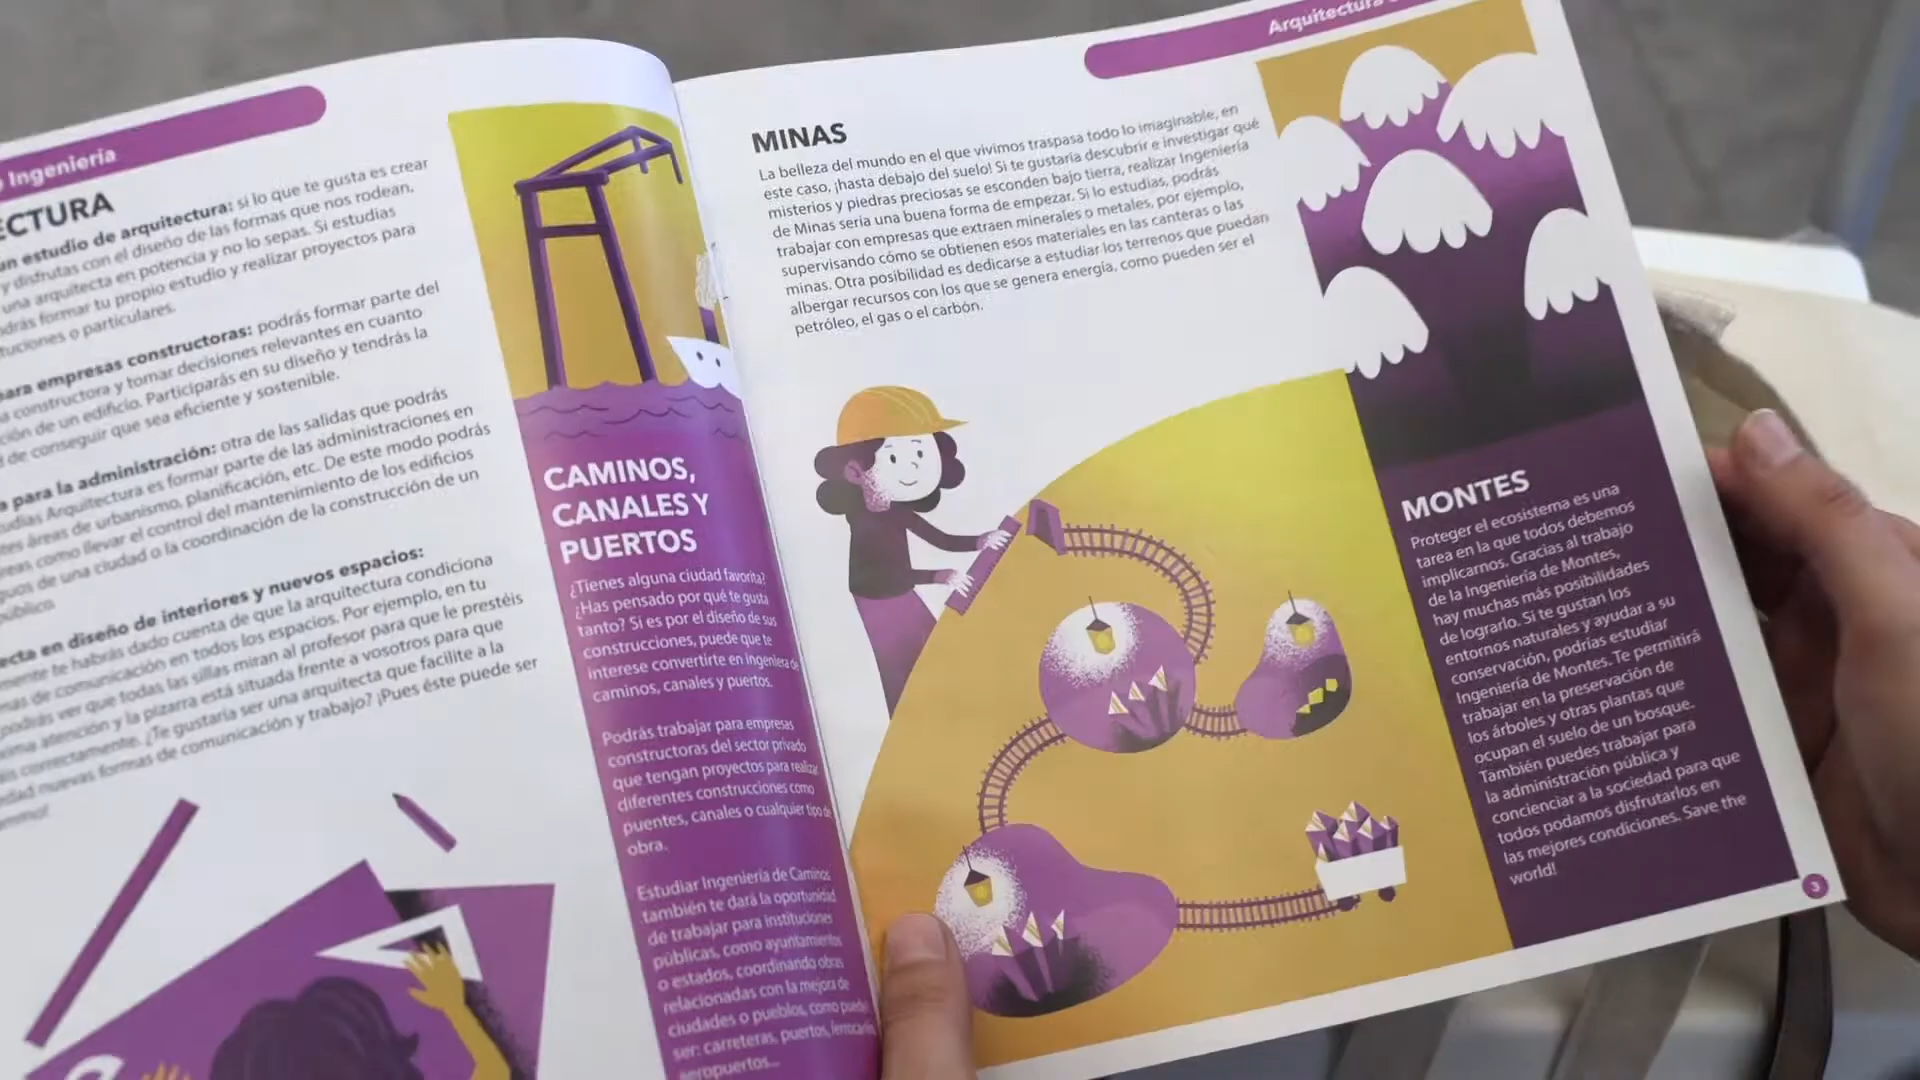 Ingeniería
ECTURA
un estudio de arquitectura: si lo que te gusta es crear
y disfrutas con el diseño de las formas que nos rodean,
una arquitecta en potencia y no lo sepas. Si estudias
drás formar tu propio estudio y realizar proyectos para
tuciones o particulares.
para empresas constructoras: podrás formar parte del
a constructora y tomar decisiones relevantes en cuanto
ción de un edificio. Participarás en su diseño y tendrás la
d de conseguir que sea eficiente y sostenible.
a para la administración: otra de las salidas que podrás
tudias Arquitectura es formar parte de las administraciones en
tes áreas de urbanismo, planificación, etc. De este modo podrás
reas como llevar el control del mantenimiento de los edificios
guos de una ciudad o la coordinación de la construcción de un
público.
ecta en diseño de interiores y nuevos espacios:
mente te habrás dado cuenta de que la arquitectura condiciona
mas de comunicación en todos los espacios. Por ejemplo, en tu
podrás ver que todas las sillas miran al profesor para que le prestéis
xima atención y la pizarra está situada frente a vosotros para que
is correctamente. ¿Te gustaría ser una arquitecta que facilite a la
edad nuevas formas de comunicación y trabajo? ¡Pues éste puede ser
CAMINOS,
CANALES Y
PUERTOS
¿Tienes alguna ciudad favorita?
¿Has pensado por qué te gusta
tanto? Si es por el diseño de sus
construcciones, puede que te
interese convertirte en ingeniera de
caminos, canales y puertos.
Podrás trabajar para empresas
constructoras del sector privado
que tengan proyectos para realizar
diferentes construcciones como
puentes, canales o cualquier tipo de
obra.
Estudiar Ingeniería de Caminos
también te dará la oportunidad
de trabajar para instituciones
públicas, como ayuntamientos
o estados, coordinando obras
relacionadas con la mejora de
ciudades o pueblos, como pueden
ser: carreteras, puertos, ferrocarriles,
aeropuertos...
Arquitectura
MINAS
La belleza del mundo en el que vivimos traspasa todo lo imaginable, en
este caso, ¡hasta debajo del suelo! Si te gustaría descubrir e investigar qué
misterios y piedras preciosas se esconden bajo tierra, realizar Ingeniería
de Minas sería una buena forma de empezar. Si lo estudias, podrás
trabajar con empresas que extraen minerales o metales, por ejemplo,
supervisando cómo se obtienen esos materiales en las canteras o las
minas. Otra posibilidad es dedicarse a estudiar los terrenos que puedan
albergar recursos con los que se genera energía, como pueden ser el
petróleo, el gas o el carbón.
MONTES
Proteger el ecosistema es una
tarea en la que todos debemos
implicarnos. Gracias al trabajo
de la Ingeniería de Montes,
hay muchas más posibilidades
de lograrlo. Si te gustan los
entornos naturales y ayudar a su
conservación, podrías estudiar
Ingeniería de Montes. Te permitirá
trabajar en la preservación de
los árboles y otras plantas que
ocupan el suelo de un bosque.
También puedes trabajar para
la administración pública y
concienciar a la sociedad para que
todos podamos disfrutarlos en
las mejores condiciones. Save the
world!
3